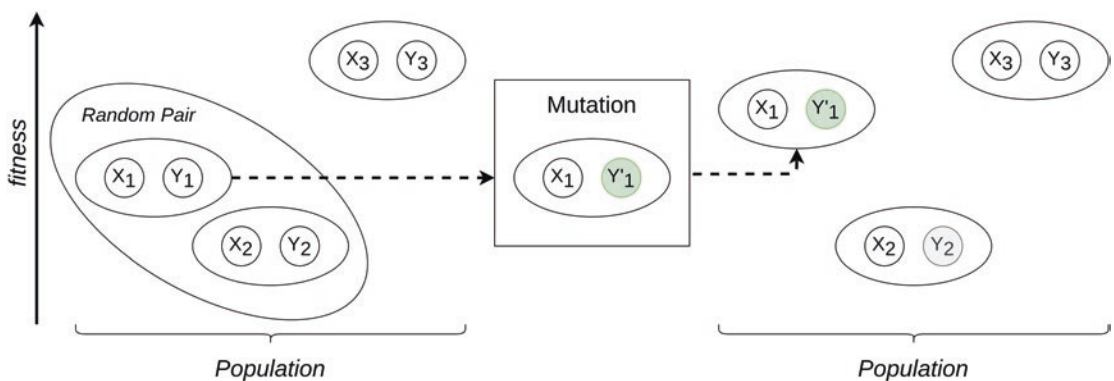 fitness
X3 Y3
Random Pair
X1 Y1
X2 Y2
Population
Mutation
X1 Y'1
X3 Y3
X1 Y'1
X2 Y2
Population